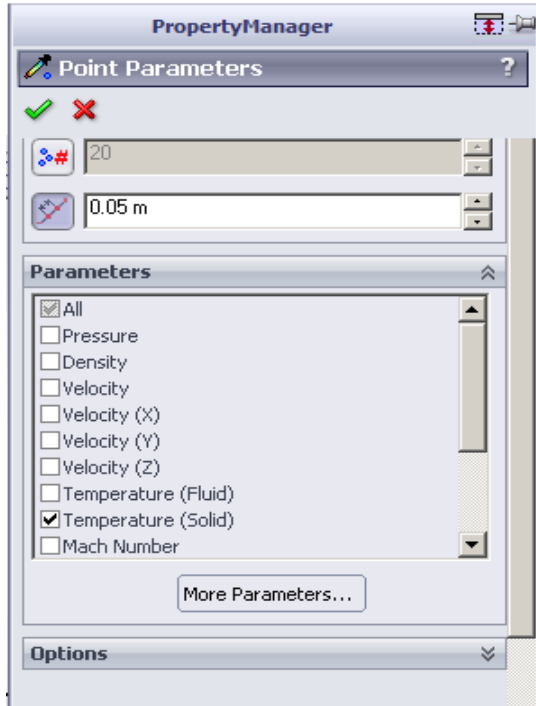 PropertyManager
Point Parameters ?
#
20
0.05 m
Parameters
All
Pressure
Density
Velocity
Velocity (X)
Velocity (Y)
Velocity (Z)
Temperature (Fluid)
Temperature (Solid)
Mach Number
More Parameters...
Options